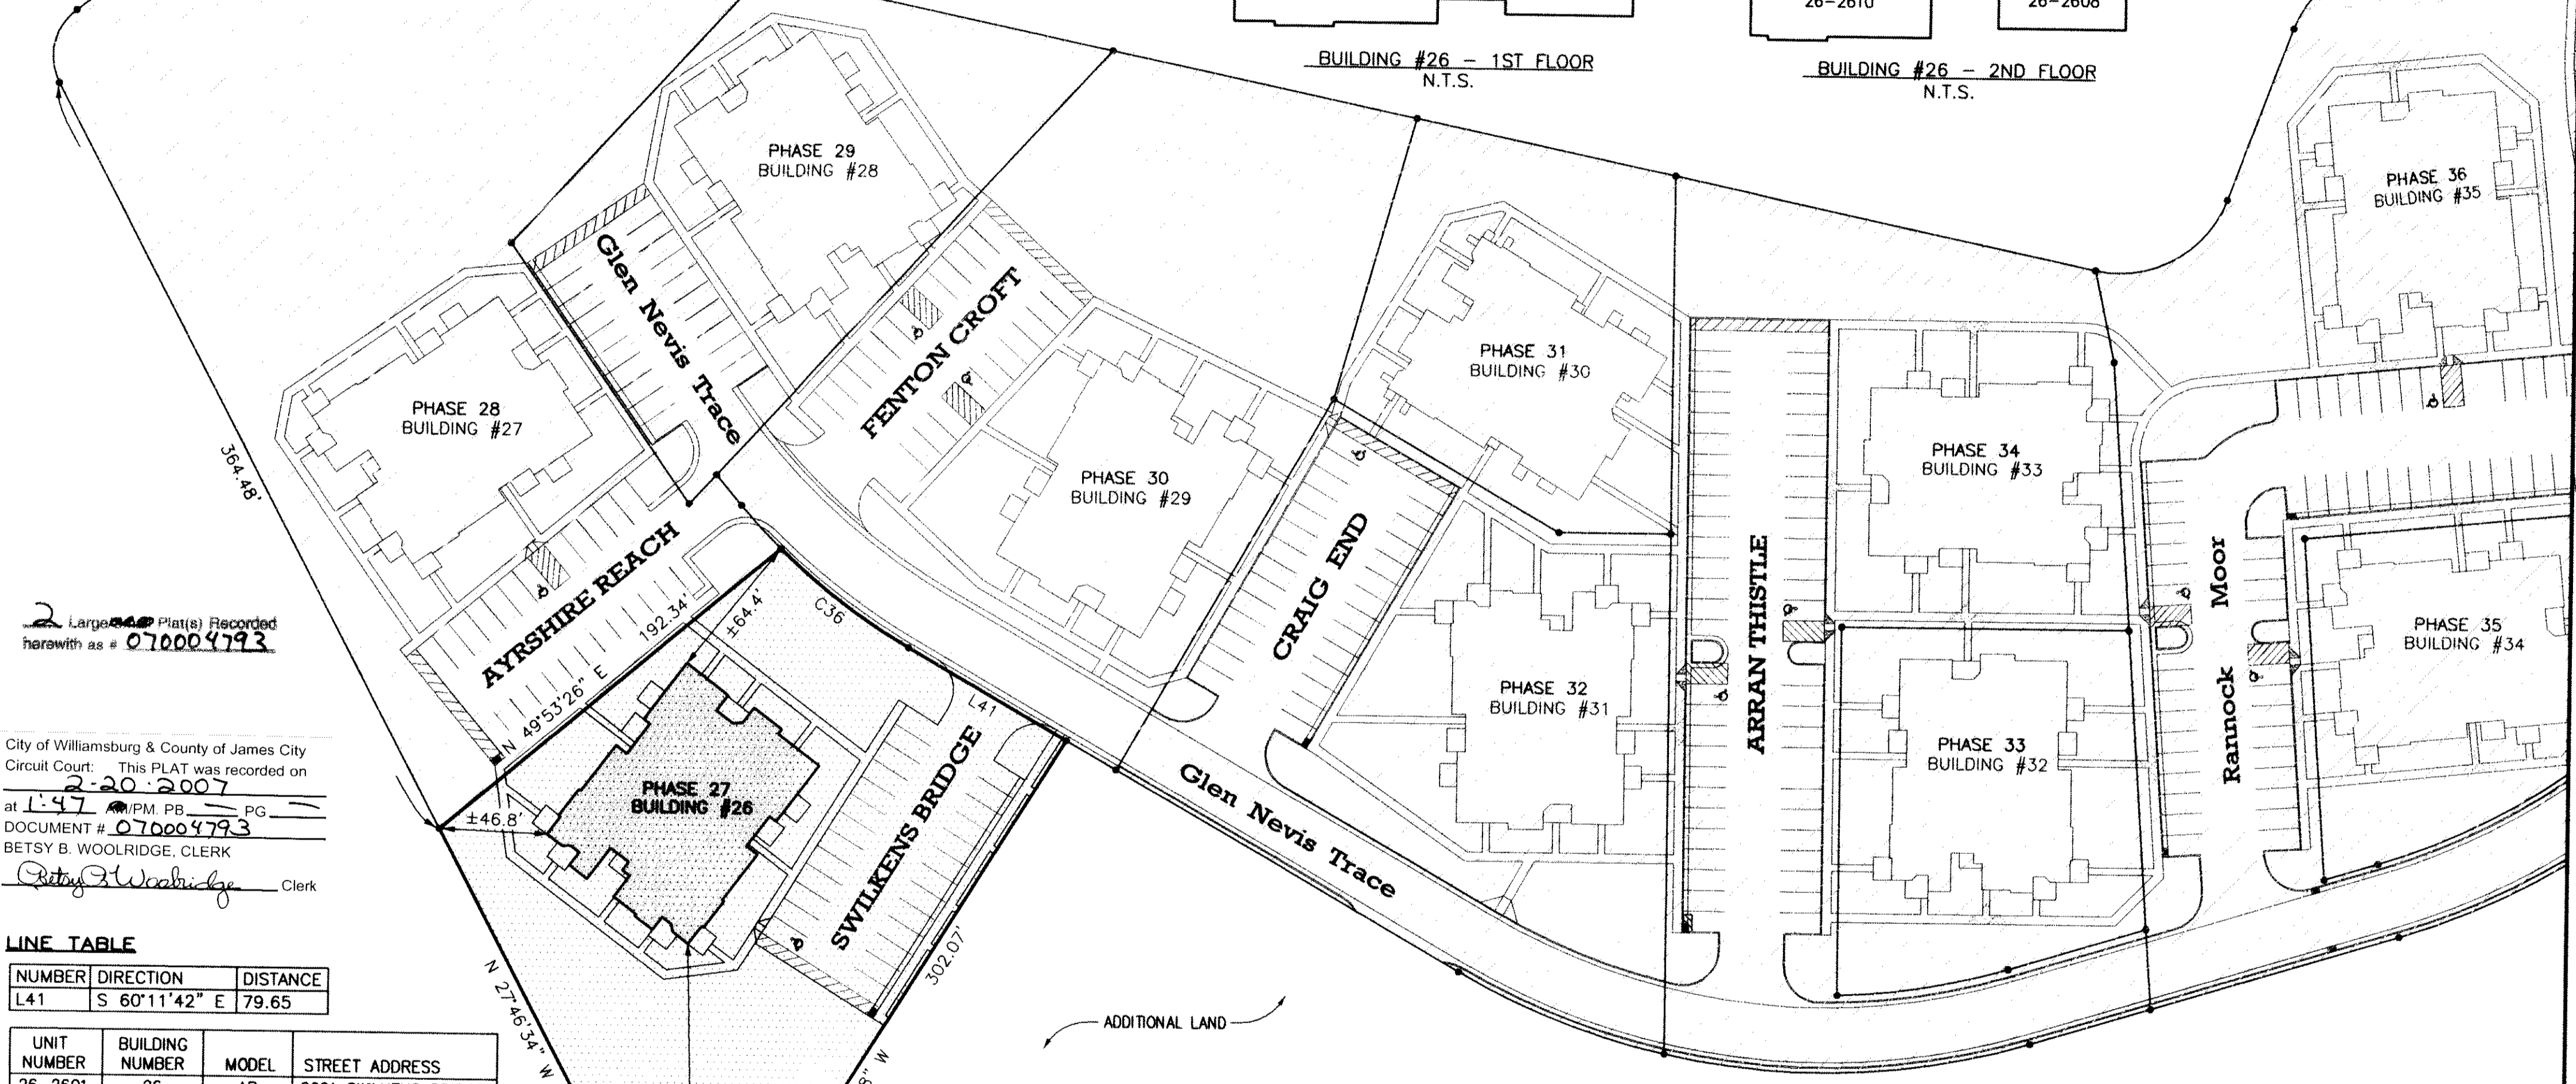 26-2610
26-2608
BUILDING #26 - 1ST FLOOR
N.T.S.
BUILDING #26 - 2ND FLOOR
N.T.S.
PHASE 29
BUILDING #28
PHASE 36
BUILDING #35
Glen Nevis Trace
FENTON CROFT
PHASE 31
BUILDING #30
PHASE 28
BUILDING #27
PHASE 34
BUILDING #33
PHASE 30
BUILDING #29
364.48'
AYRSHIRE REACH
CRAIG END
ARRAN THISTLE
Rannock Moor
PHASE 35
BUILDING #34
192.34'
N 49°53'26" E
±64.4'
C36
L41
PHASE 32
BUILDING #31
PHASE 33
BUILDING #32
2 Large Plat(s) Recorded
herewith as # 070004793
City of Williamsburg & County of James City
Circuit Court: This PLAT was recorded on
2-20-2007
at 1:47 AM/PM. PB — PG —
DOCUMENT # 070004793
BETSY B. WOOLRIDGE, CLERK
Betsy B Woolridge Clerk
PHASE 27
BUILDING #26
±46.8'
SWILKENS BRIDGE
Glen Nevis Trace
302.07'
N 27°46'34" W
ADDITIONAL LAND
8" W
LINE TABLE
NUMBER DIRECTION DISTANCE
L41 S 60°11'42" E 79.65
UNIT NUMBER BUILDING NUMBER MODEL STREET ADDRESS